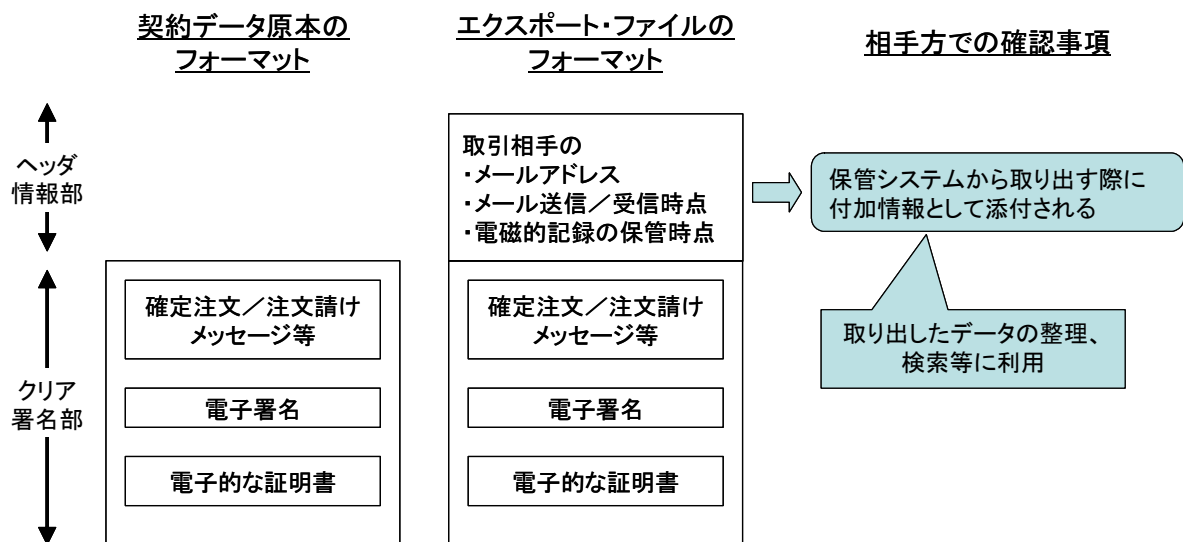 契約データ原本の
フォーマット
エクスポート・ファイルの
フォーマット
相手方での確認事項
ヘッダ
情報部
取引相手の
・メールアドレス
・メール送信／受信時点
・電磁的記録の保管時点
保管システムから取り出す際に
付加情報として添付される
取り出したデータの整理、
検索等に利用
クリア
署名部
確定注文／注文請け
メッセージ等
電子署名
電子的な証明書
確定注文／注文請け
メッセージ等
電子署名
電子的な証明書